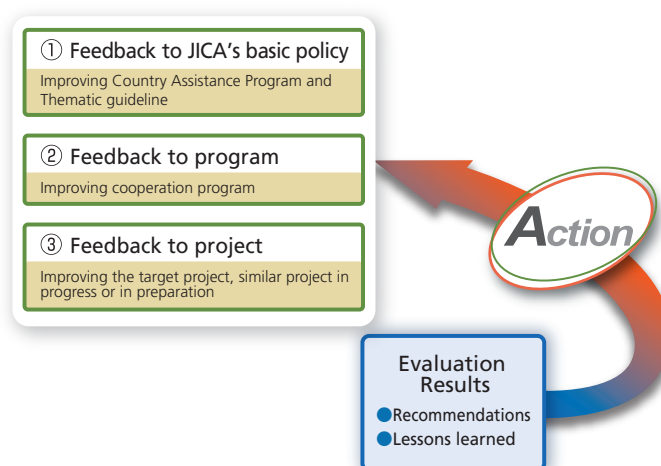 ① Feedback to JICA's basic policy
Improving Country Assistance Program and
Thematic guideline
② Feedback to program
Improving cooperation program
③ Feedback to project
Improving the target project, similar project in
progress or in preparation
Action
Evaluation
Results
●Recommendations
●Lessons learned